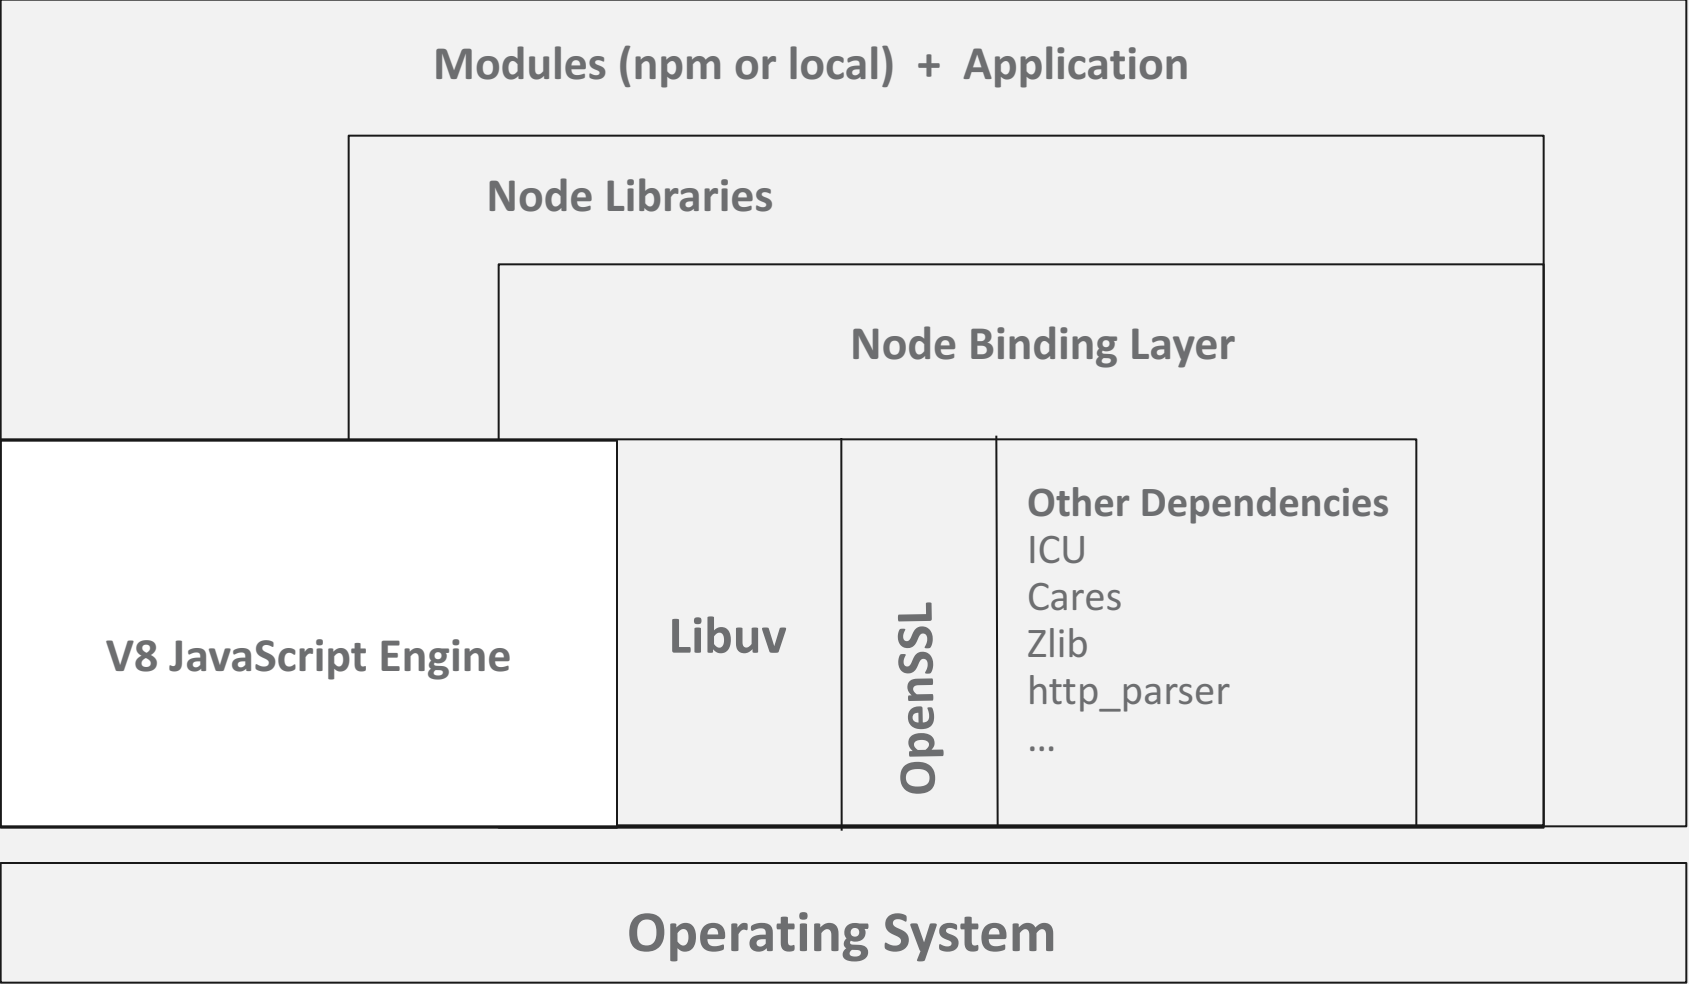 Modules (npm or local) + Application
Node Libraries
Node Binding Layer
V8 JavaScript Engine
Libuv
OpenSSL
Other Dependencies
ICU
Cares
Zlib
http_parser
...
Operating System